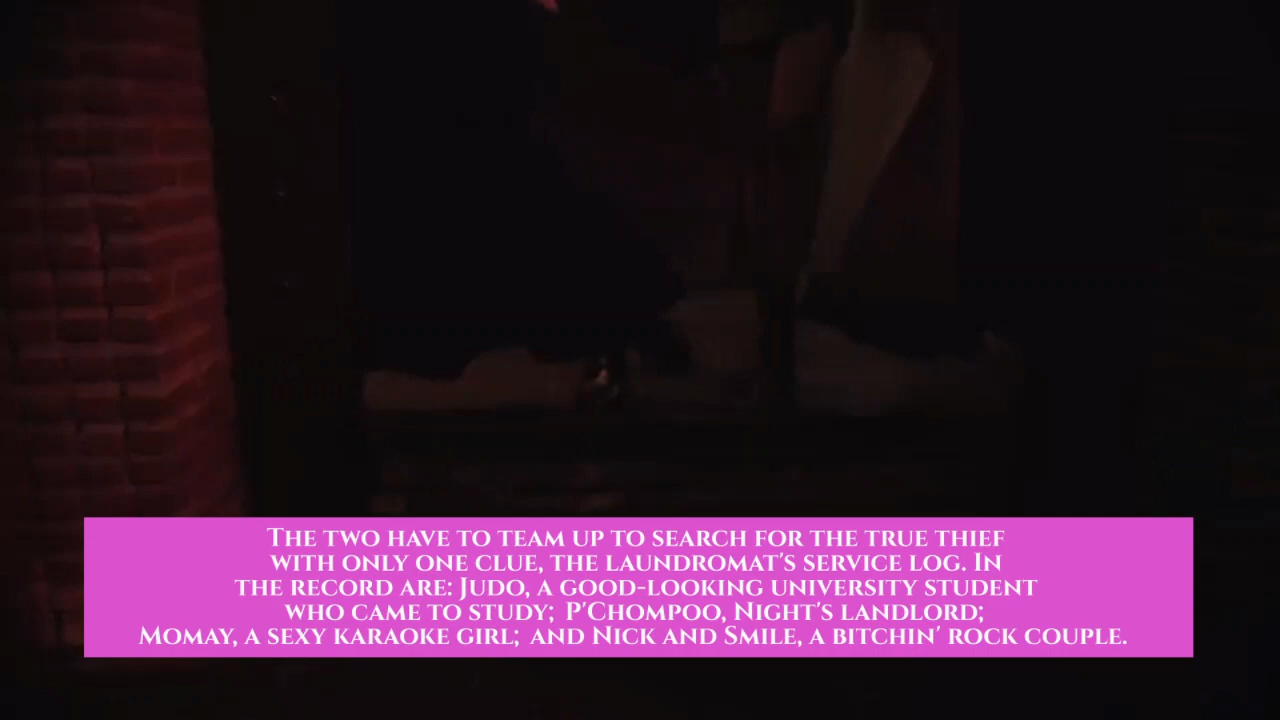 The two have to team up to search for the true thief
with only one clue, the laundromat's service log. In
the record are: Judo, a good-looking university student
who came to study; P'Chompoo, Night's landlord;
Momay, a sexy karaoke girl; and Nick and Smile, a bitchin' rock couple.